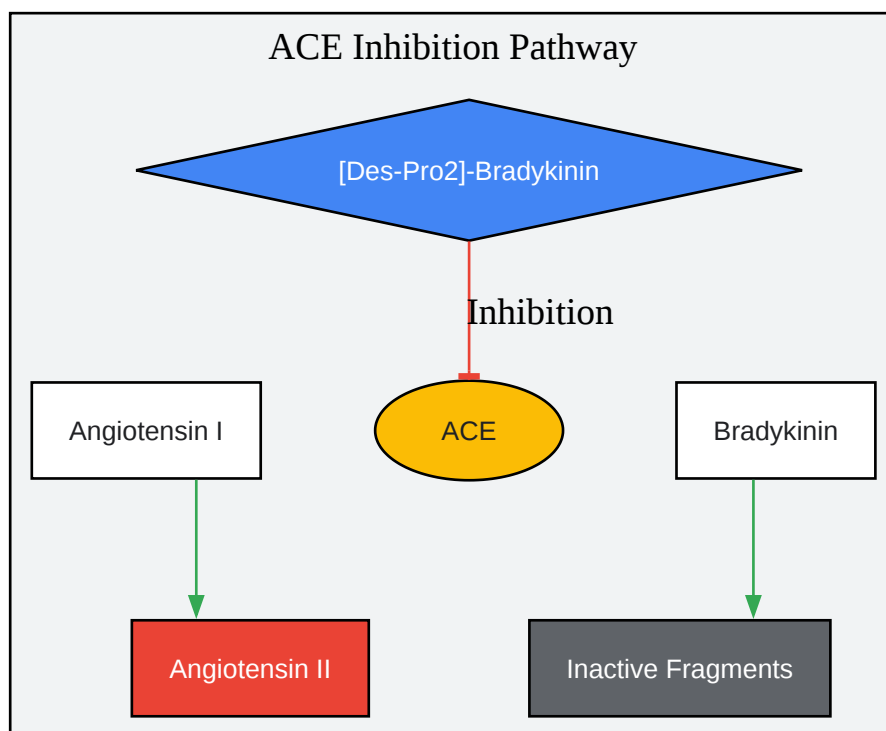 ACE Inhibition Pathway
[Des-Pro2]-Bradykinin
Inhibition
Angiotensin I
ACE
Bradykinin
Angiotensin II
Inactive Fragments